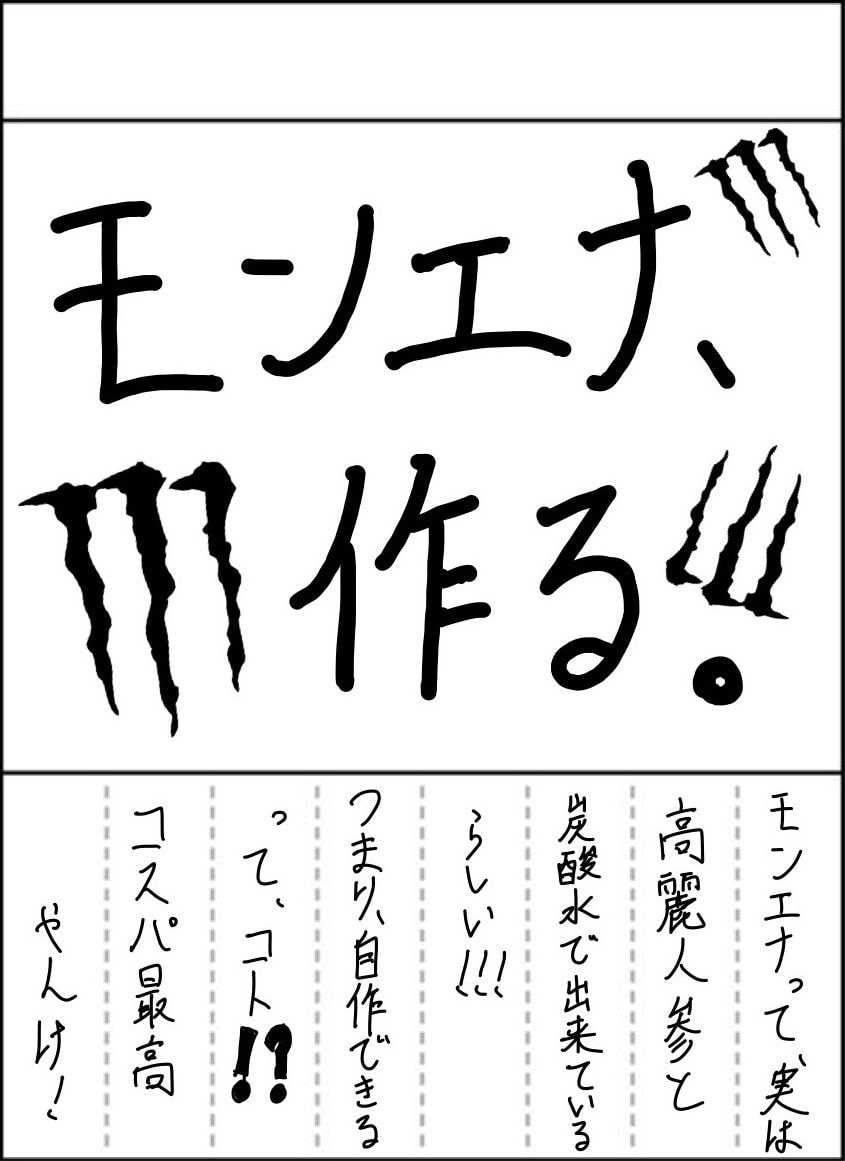 モンエナ、
作る。
モンエナって、実は
高麗人参と
炭酸水で出来ている
らしい!!!
つまり、自作できる
って、コト!?
コスパ最高
やんけ!